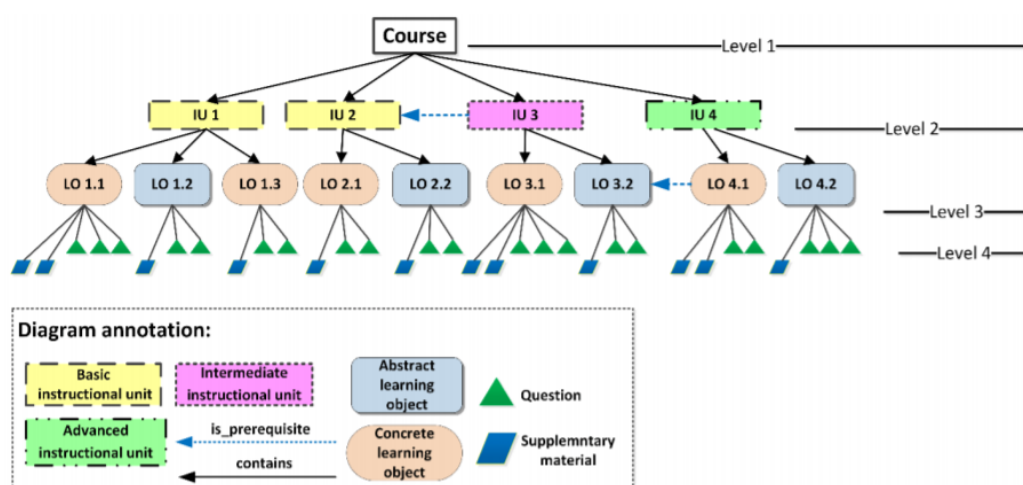 Course
Level 1
IU 1
IU 2
IU 3
IU 4
Level 2
LO 1.1
LO 1.2
LO 1.3
LO 2.1
LO 2.2
LO 3.1
LO 3.2
LO 4.1
LO 4.2
Level 3
Level 4
Diagram annotation:
Basic
instructional unit
Intermediate
instructional unit
Abstract
learning
object
Question
Advanced
instructional unit
is_prerequisite
contains
Concrete
learning
object
Supplemntary
material